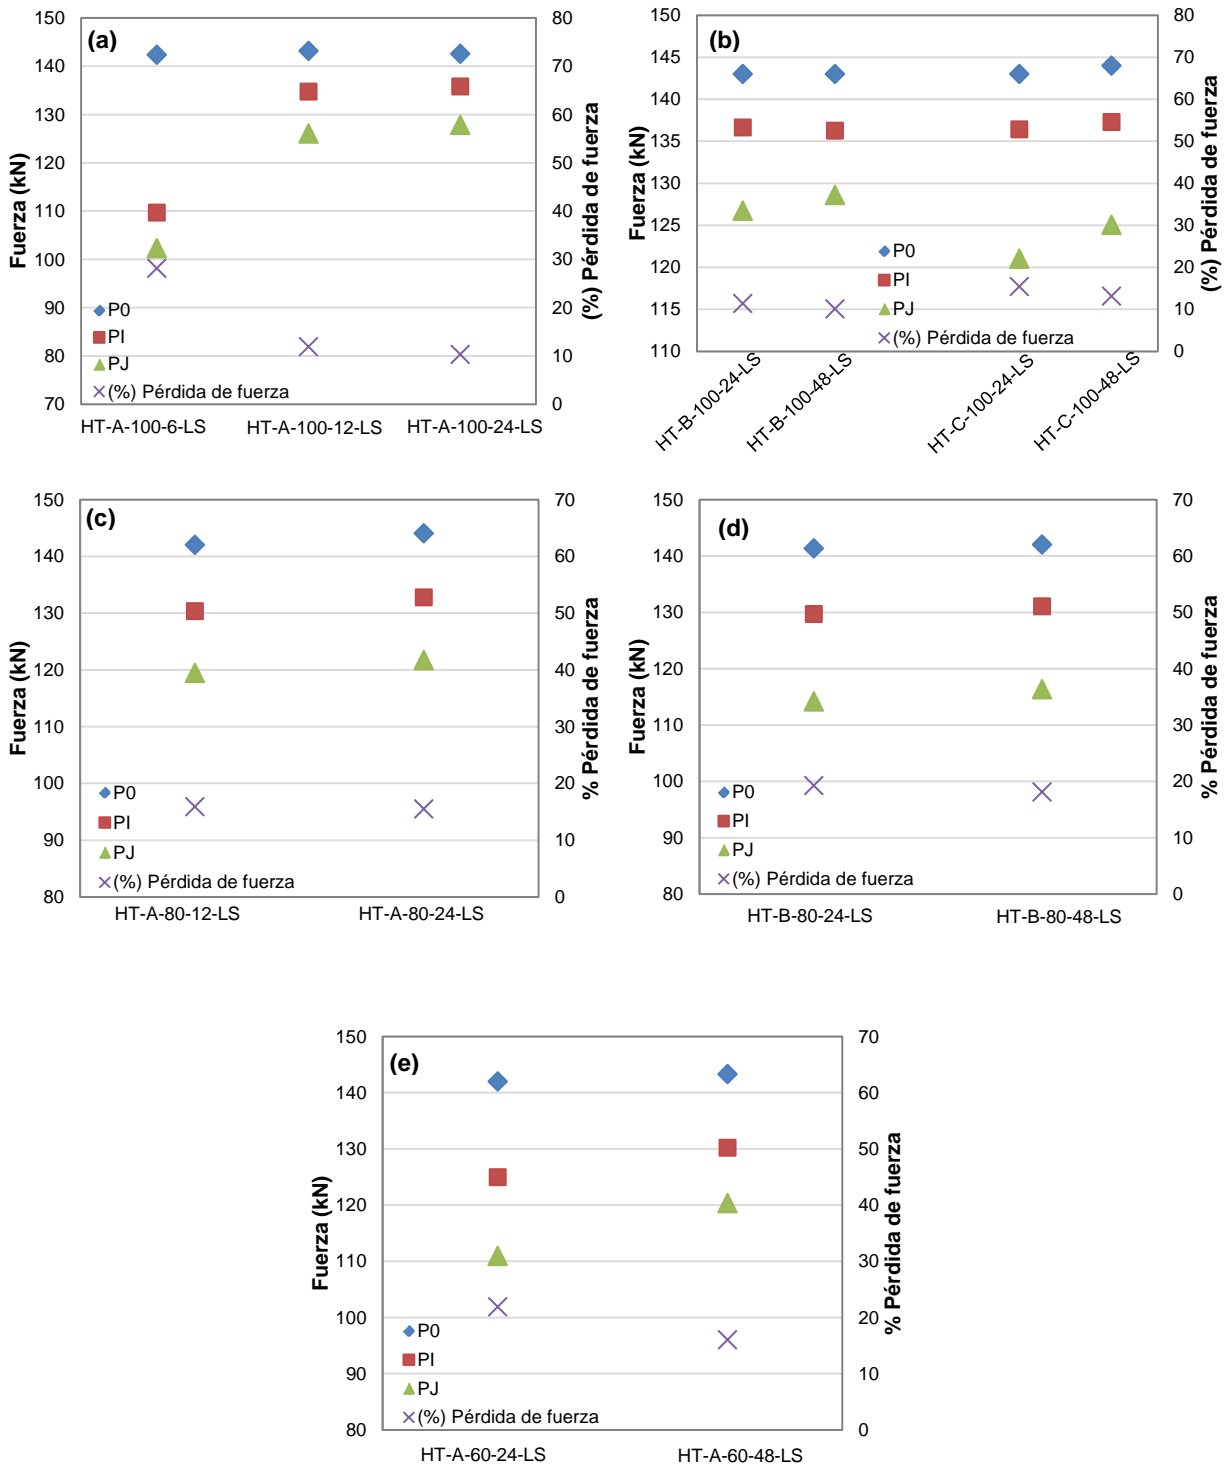 (a)
150
140
130
120
110
100
90
80
70
Fuerza (kN)
80
70
60
50
40
30
20
10
0
(%) Pérdida de fuerza
P0
PI
PJ
(%) Pérdida de fuerza
HT-A-100-6-LS
HT-A-100-12-LS
HT-A-100-24-LS
(b)
150
145
140
135
130
125
120
115
110
Fuerza (kN)
80
70
60
50
40
30
20
10
0
(%) Pérdida de fuerza
P0
PI
PJ
(%) Pérdida de fuerza
HT-B-100-24-LS
HT-B-100-48-LS
HT-C-100-24-LS
HT-C-100-48-LS
(c)
150
140
130
120
110
100
90
80
Fuerza (kN)
70
60
50
40
30
20
10
0
% Pérdida de fuerza
P0
PI
PJ
(%) Pérdida de fuerza
HT-A-80-12-LS
HT-A-80-24-LS
(d)
150
140
130
120
110
100
90
80
Fuerza (kN)
70
60
50
40
30
20
10
0
% Pérdida de fuerza
P0
PI
PJ
(%) Pérdida de fuerza
HT-B-80-24-LS
HT-B-80-48-LS
(e)
150
140
130
120
110
100
90
80
Fuerza (kN)
70
60
50
40
30
20
10
0
% Pérdida de fuerza
P0
PI
PJ
(%) Pérdida de fuerza
HT-A-60-24-LS
HT-A-60-48-LS